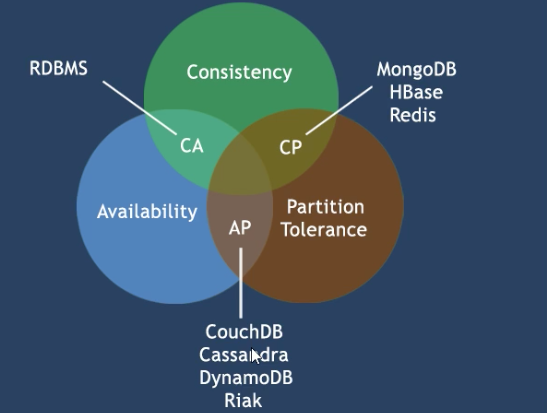 RDBMS
Consistency
MongoDB
HBase
Redis
CA
CP
Availability
Partition
Tolerance
AP
CouchDB
Cassandra
DynamoDB
Riak